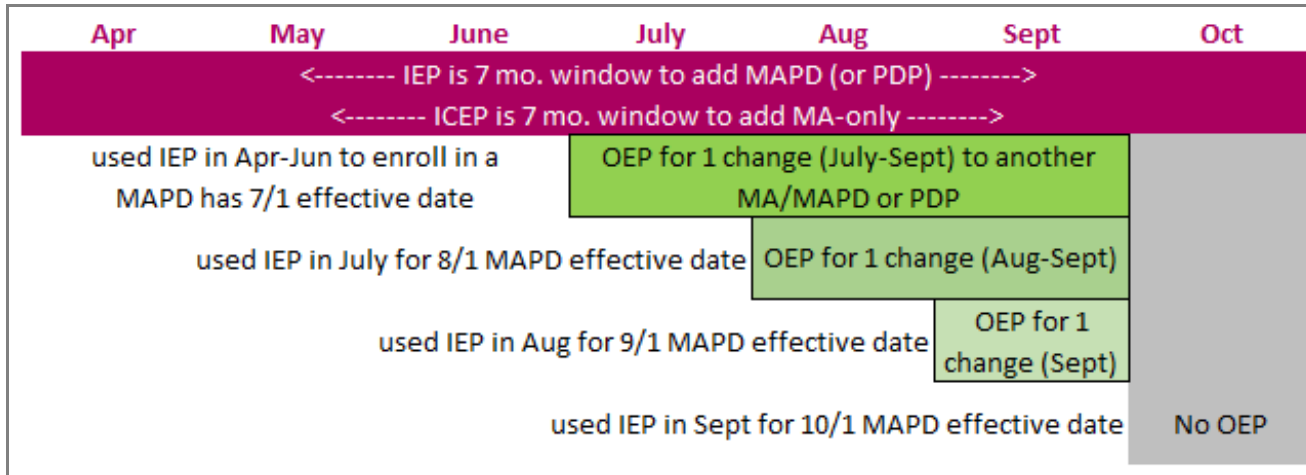 Apr May June July Aug Sept Oct
<-------- IEP is 7 mo. window to add MAPD (or PDP) -------->
<-------- ICEP is 7 mo. window to add MA-only -------->
used IEP in Apr-Jun to enroll in a
MAPD has 7/1 effective date
OEP for 1 change (July-Sept) to another
MA/MAPD or PDP
used IEP in July for 8/1 MAPD effective date
OEP for 1 change (Aug-Sept)
used IEP in Aug for 9/1 MAPD effective date
OEP for 1
change (Sept)
used IEP in Sept for 10/1 MAPD effective date
No OEP